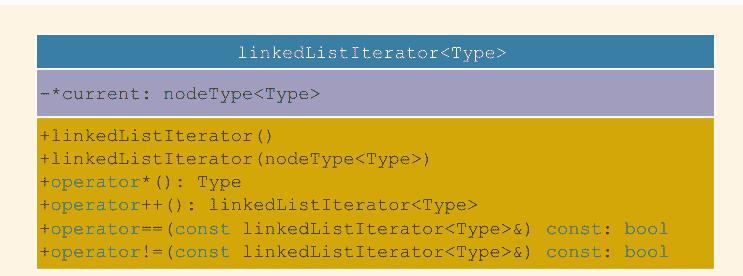 linkedListIterator<Type>
-*current: nodeType<Type>
+linkedListIterator()
+linkedListIterator(nodeType<Type>)
+operator*(): Type
+operator++(): linkedListIterator<Type>
+operator==(const linkedListIterator<Type>&) const: bool
+operator!=(const linkedListIterator<Type>&) const: bool